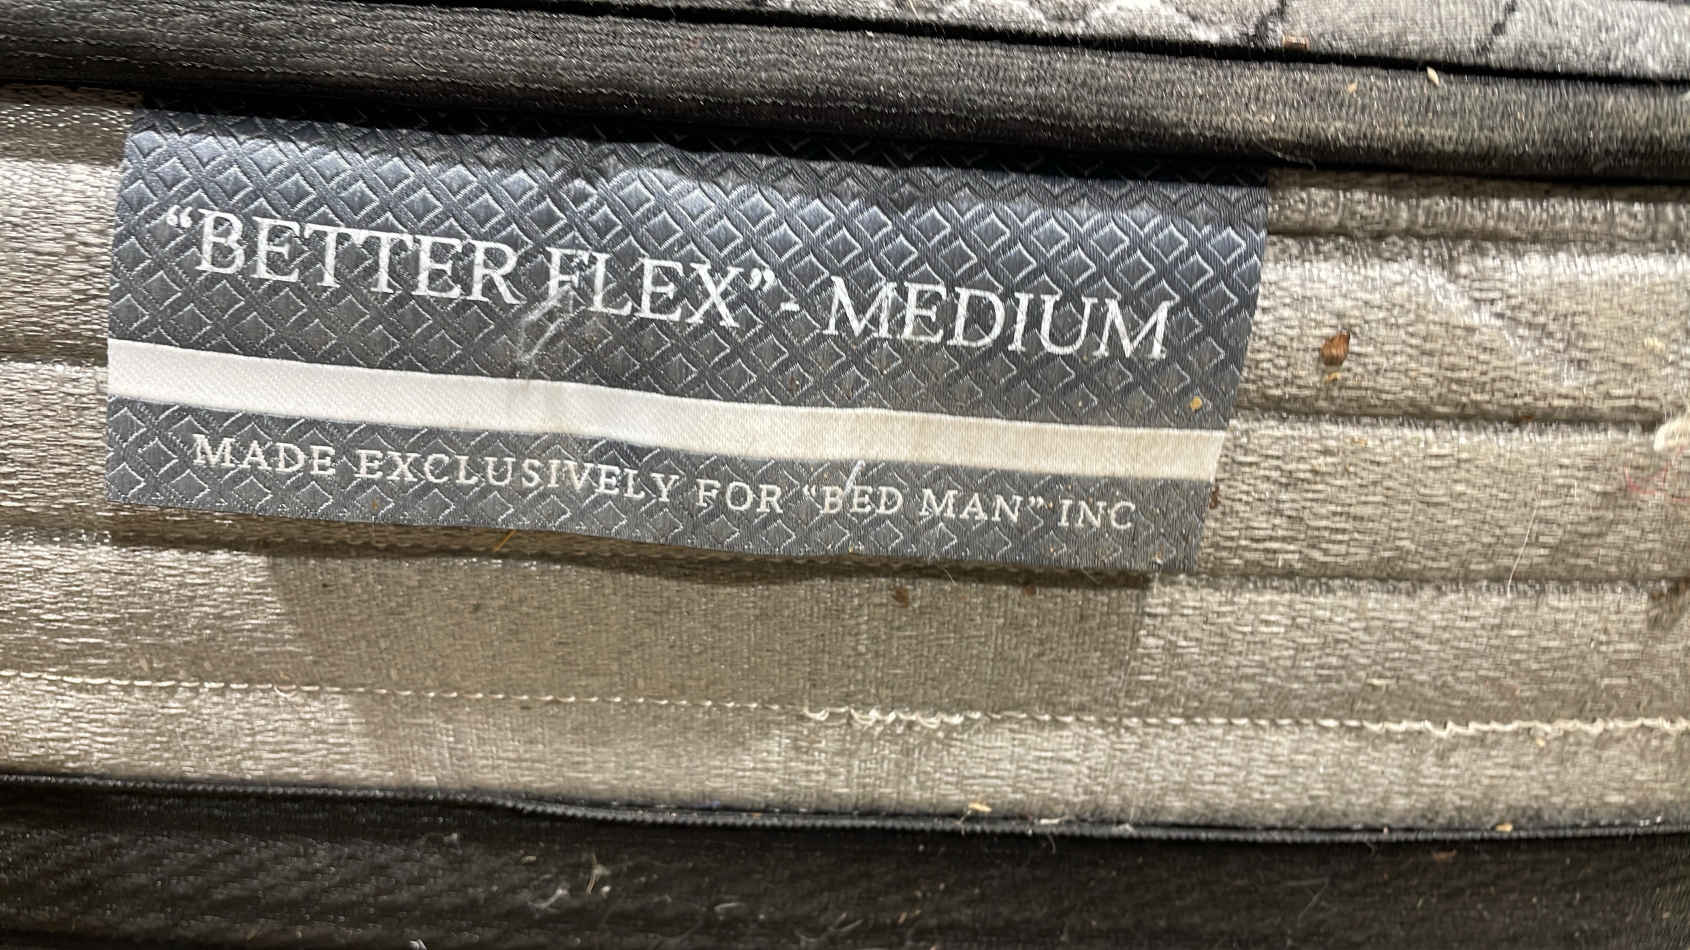 “BETTER FLEX” - MEDIUM
MADE EXCLUSIVELY FOR “BED MAN” INC